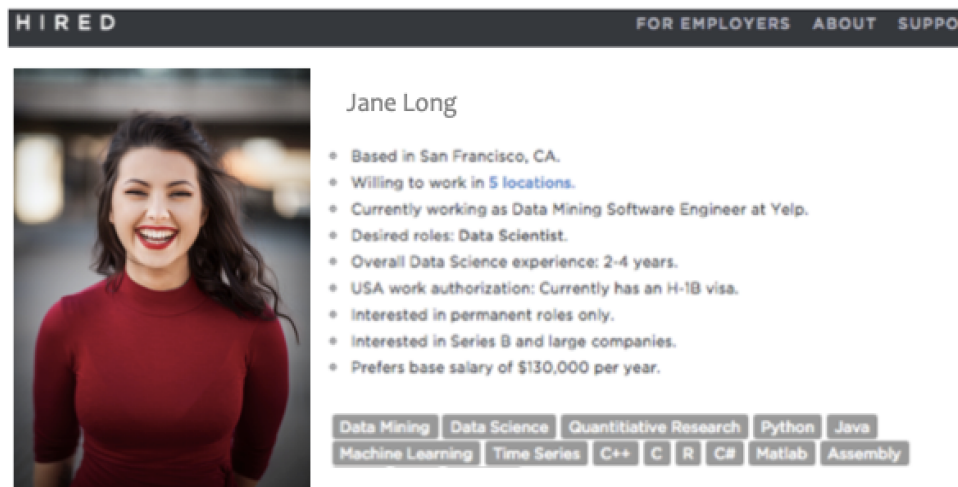 HIRED
FOR EMPLOYERS ABOUT SUPPO
Jane Long
Based in San Francisco, CA.
Willing to work in 5 locations.
Currently working as Data Mining Software Engineer at Yelp.
Desired roles: Data Scientist.
Overall Data Science experience: 2-4 years.
USA work authorization: Currently has an H-1B visa.
Interested in permanent roles only.
Interested in Series B and large companies.
Prefers base salary of $130,000 per year.
Data Mining Data Science Quantitiative Research Python Java
Machine Learning Time Series C++ C R C# Matlab Assembly